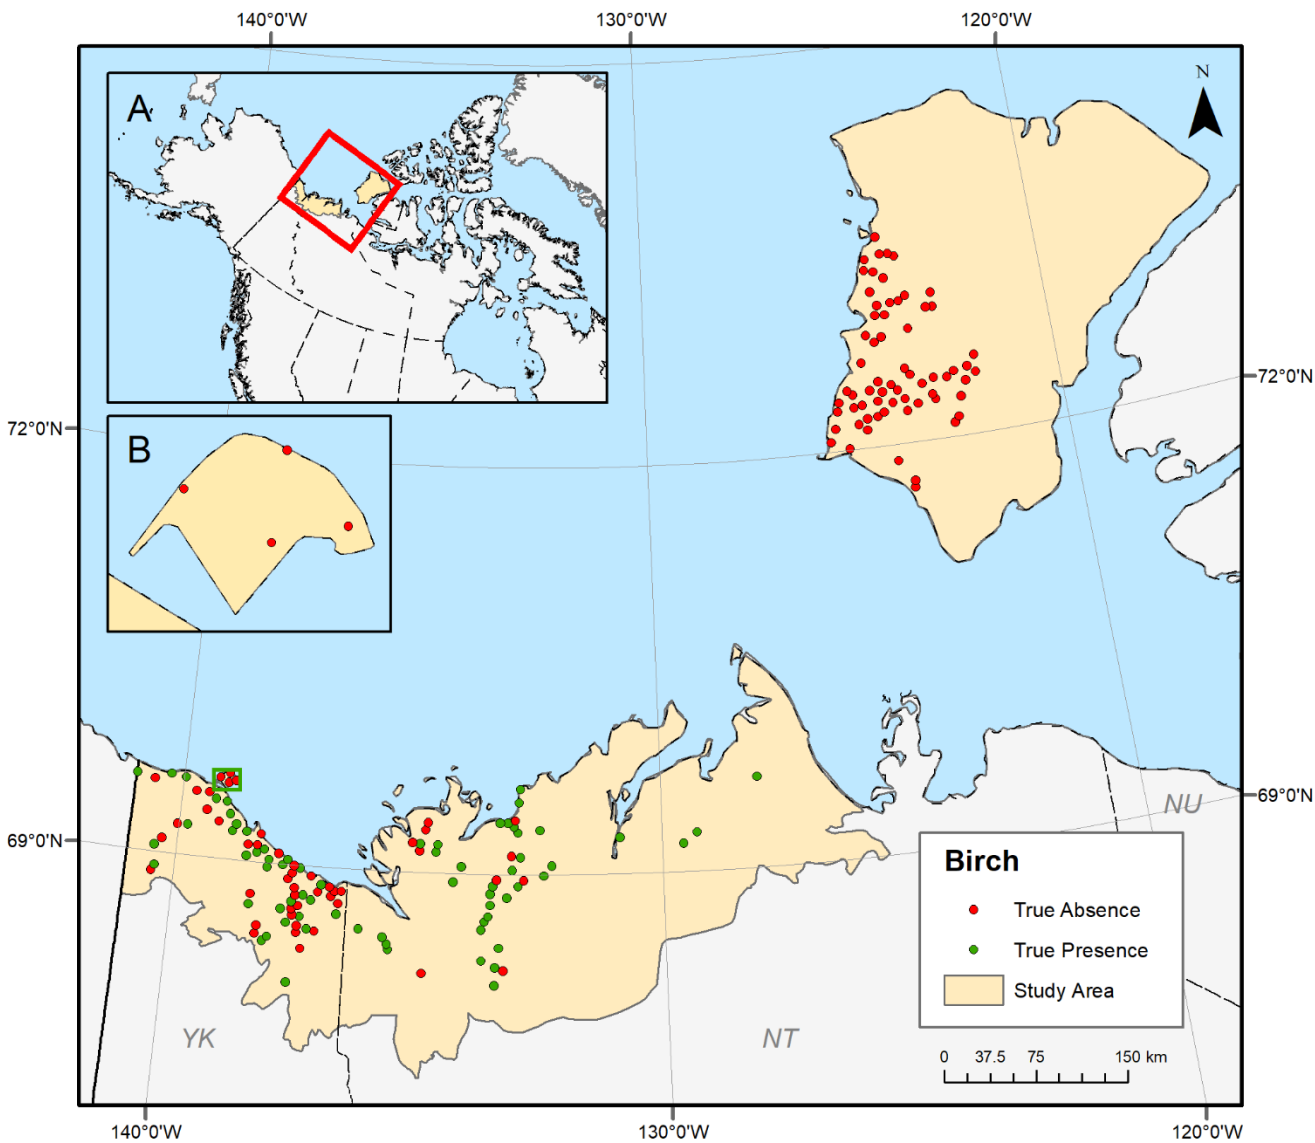 140°0'W 130°0'W 120°0'W
N
A
72°0'N
72°0'N
B
69°0'N
NU
69°0'N
Birch
True Absence
True Presence
Study Area
YK
NT
0 37.5 75 150 km
140°0'W 130°0'W 120°0'W